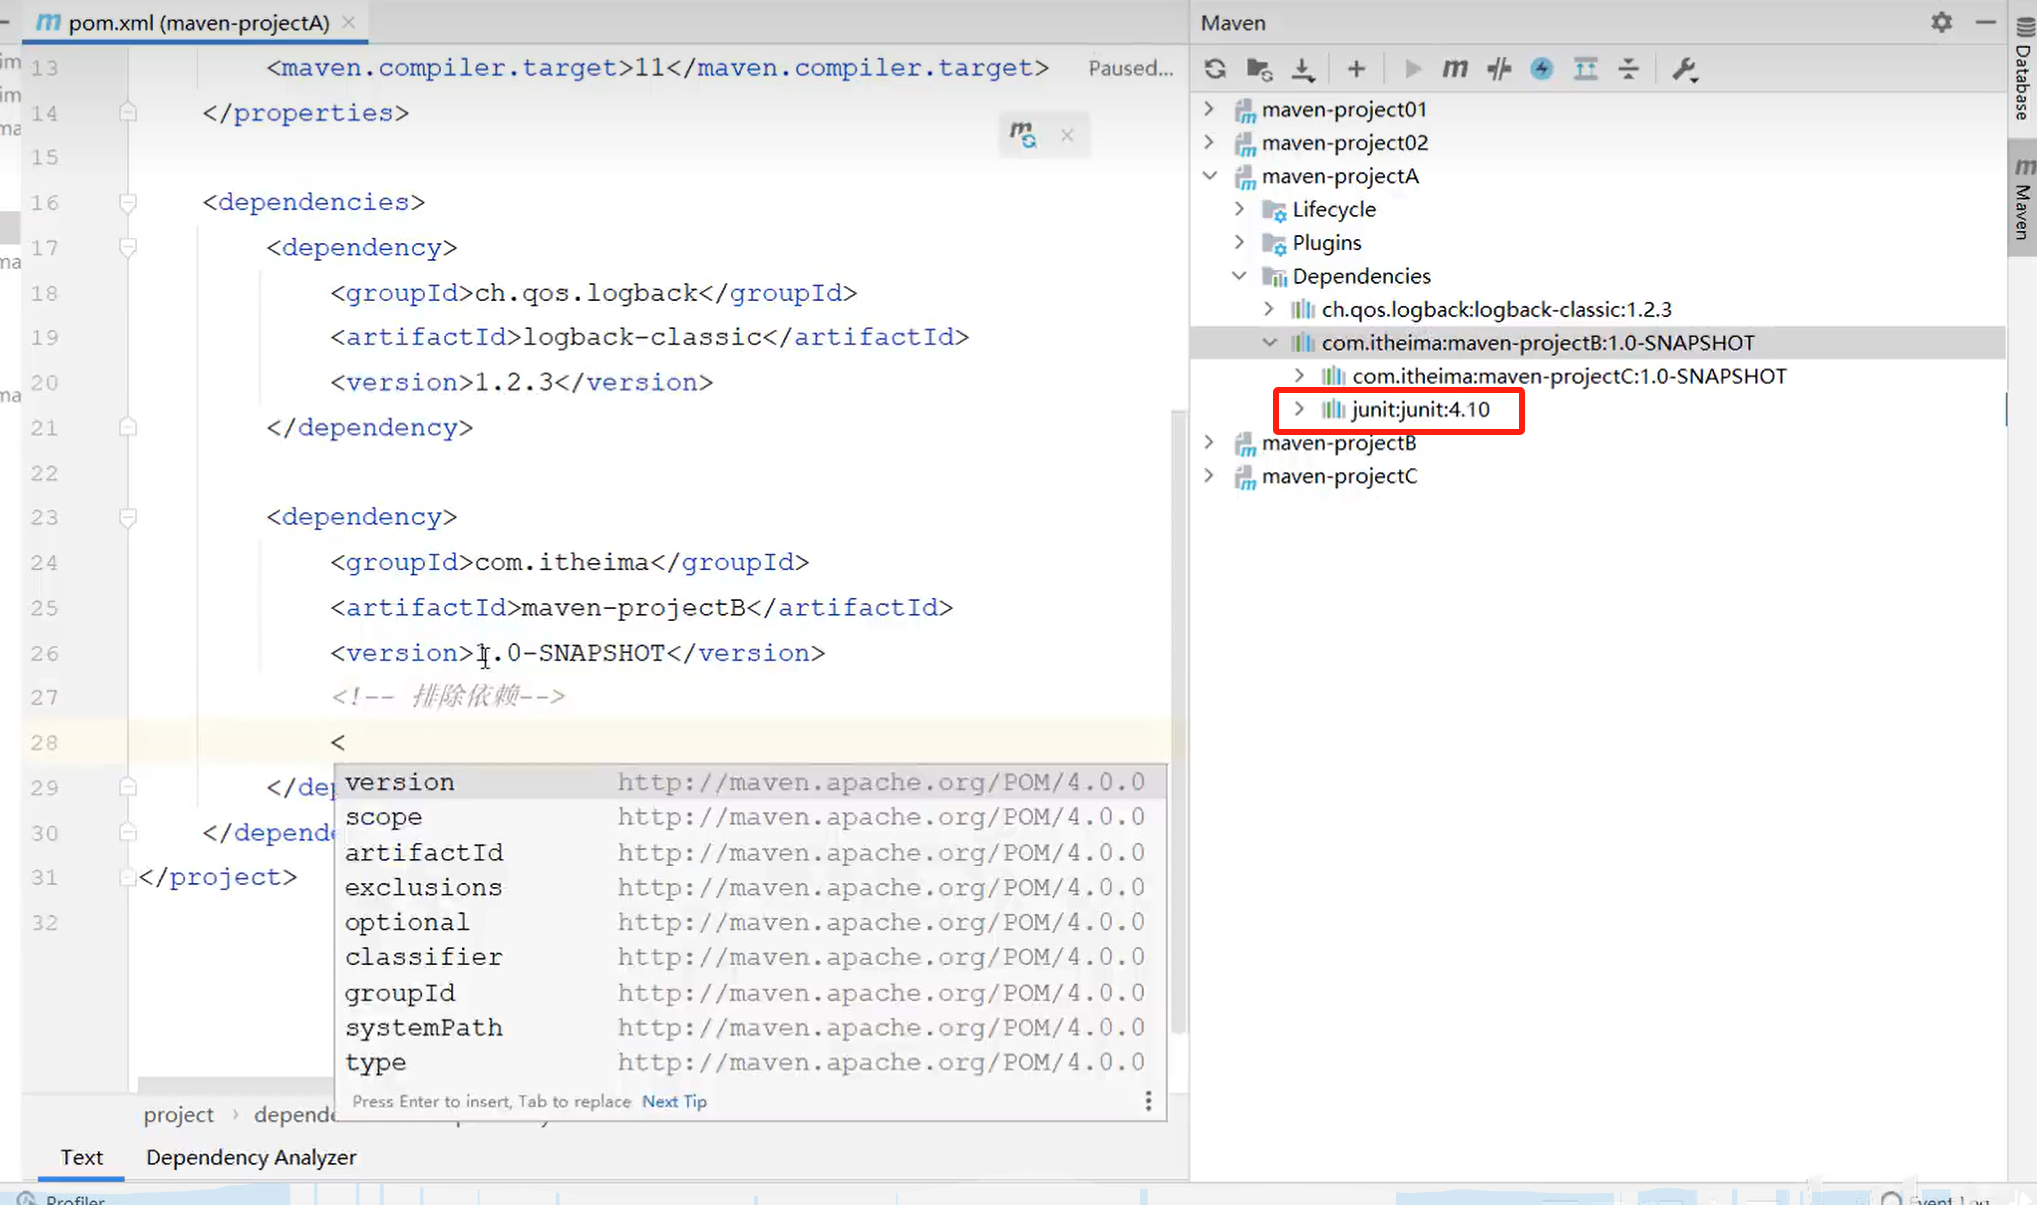 pom.xml (maven-projectA)
13 <maven.compiler.target>11</maven.compiler.target>
Paused...
14 </properties>
15
16 <dependencies>
17 <dependency>
18 <groupId>ch.qos.logback</groupId>
19 <artifactId>logback-classic</artifactId>
20 <version>1.2.3</version>
21 </dependency>
22
23 <dependency>
24 <groupId>com.itheima</groupId>
25 <artifactId>maven-projectB</artifactId>
26 <version>1.0-SNAPSHOT</version>
27 <!-- 排除依赖-->
28 <
29 </dep
30 </depende
31 </project>
32
version http://maven.apache.org/POM/4.0.0
scope http://maven.apache.org/POM/4.0.0
artifactId http://maven.apache.org/POM/4.0.0
exclusions http://maven.apache.org/POM/4.0.0
optional http://maven.apache.org/POM/4.0.0
classifier http://maven.apache.org/POM/4.0.0
groupId http://maven.apache.org/POM/4.0.0
systemPath http://maven.apache.org/POM/4.0.0
type http://maven.apache.org/POM/4.0.0
Press Enter to insert, Tab to replace Next Tip
project › depende
Text Dependency Analyzer
Profiler
Maven
maven-project01
maven-project02
maven-projectA
Lifecycle
Plugins
Dependencies
ch.qos.logback:logback-classic:1.2.3
com.itheima:maven-projectB:1.0-SNAPSHOT
com.itheima:maven-projectC:1.0-SNAPSHOT
junit:junit:4.10
maven-projectB
maven-projectC
Database
Maven
Event Log